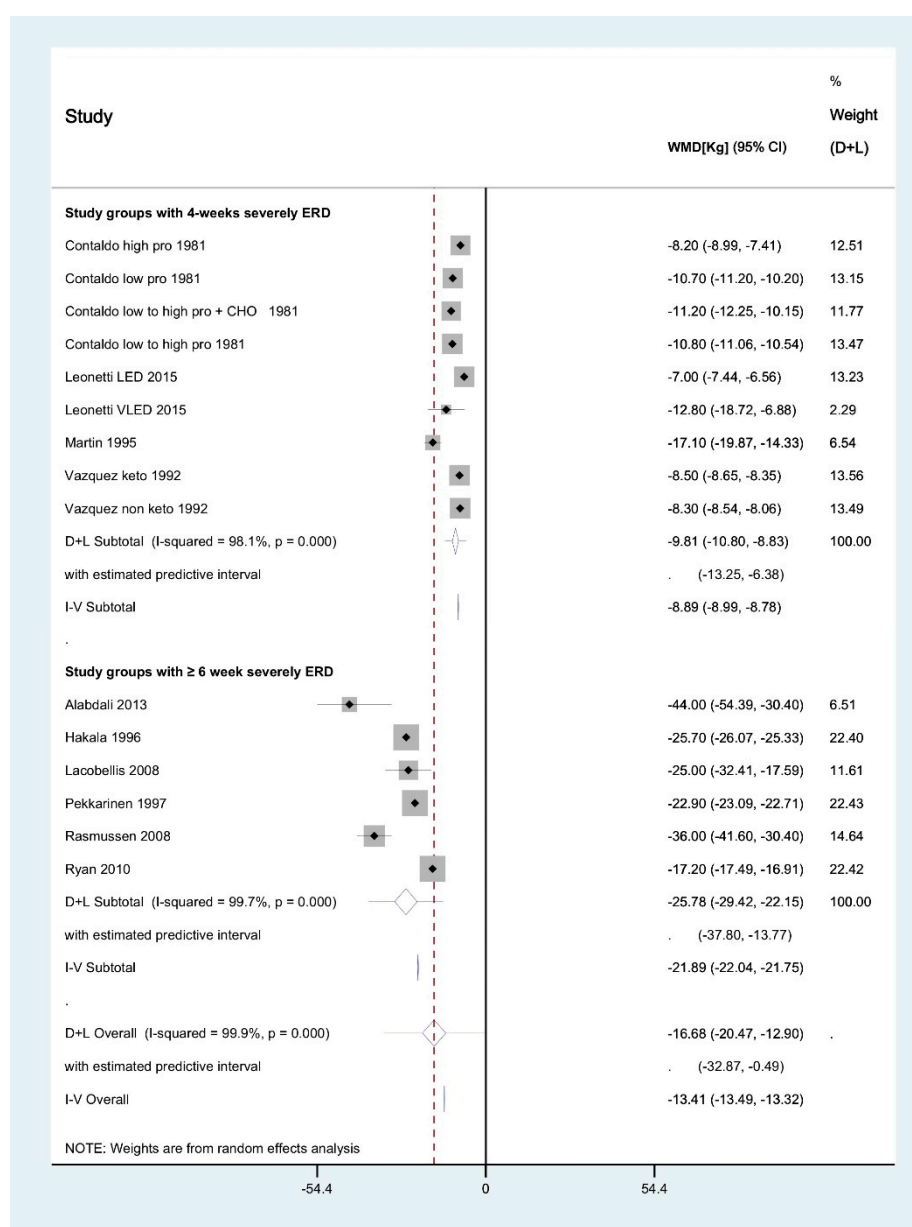 %
Study Weight
WMD[Kg] (95% CI) (D+L)
Study groups with 4-weeks severely ERD
Contaldo high pro 1981 -8.20 (-8.99, -7.41) 12.51
Contaldo low pro 1981 -10.70 (-11.20, -10.20) 13.15
Contaldo low to high pro + CHO 1981 -11.20 (-12.25, -10.15) 11.77
Contaldo low to high pro 1981 -10.80 (-11.06, -10.54) 13.47
Leonetti LED 2015 -7.00 (-7.44, -6.56) 13.23
Leonetti VLED 2015 -12.80 (-18.72, -6.88) 2.29
Martin 1995 -17.10 (-19.87, -14.33) 6.54
Vazquez keto 1992 -8.50 (-8.65, -8.35) 13.56
Vazquez non keto 1992 -8.30 (-8.54, -8.06) 13.49
D+L Subtotal (I-squared = 98.1%, p = 0.000) -9.81 (-10.80, -8.83) 100.00
with estimated predictive interval . (-13.25, -6.38)
I-V Subtotal -8.89 (-8.99, -8.78)
.
Study groups with ≥ 6 week severely ERD
Alabdali 2013 -44.00 (-54.39, -30.40) 6.51
Hakala 1996 -25.70 (-26.07, -25.33) 22.40
Lacobellis 2008 -25.00 (-32.41, -17.59) 11.61
Pekkarinen 1997 -22.90 (-23.09, -22.71) 22.43
Rasmussen 2008 -36.00 (-41.60, -30.40) 14.64
Ryan 2010 -17.20 (-17.49, -16.91) 22.42
D+L Subtotal (I-squared = 99.7%, p = 0.000) -25.78 (-29.42, -22.15) 100.00
with estimated predictive interval . (-37.80, -13.77)
I-V Subtotal -21.89 (-22.04, -21.75)
.
D+L Overall (I-squared = 99.9%, p = 0.000) -16.68 (-20.47, -12.90) .
with estimated predictive interval . (-32.87, -0.49)
I-V Overall -13.41 (-13.49, -13.32)
NOTE: Weights are from random effects analysis
-54.4 0 54.4